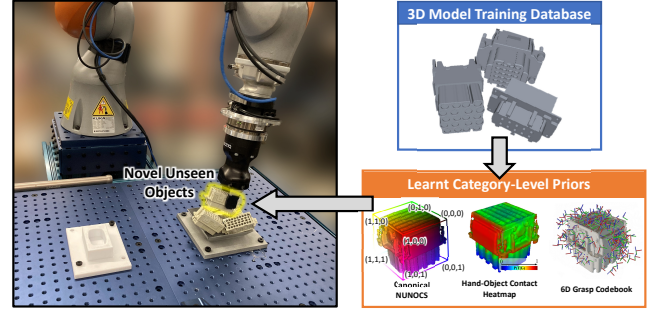 3D Model Training Database
Novel Unseen
Objects
Learnt Category-Level Priors
(0,1,0)
(0,0,0)
(1,1,0)
(1,0,0)
(1,1,1)
(0,0,1)
(1,0,1)
Canonical
NUNOCS
Hand-Object Contact
Heatmap
6D Grasp Codebook